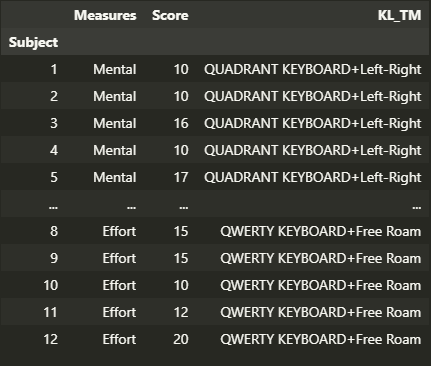 Measures Score KL_TM
Subject
1 Mental 10 QUADRANT KEYBOARD+Left-Right
2 Mental 10 QUADRANT KEYBOARD+Left-Right
3 Mental 16 QUADRANT KEYBOARD+Left-Right
4 Mental 10 QUADRANT KEYBOARD+Left-Right
5 Mental 17 QUADRANT KEYBOARD+Left-Right
... ... ... ...
8 Effort 15 QWERTY KEYBOARD+Free Roam
9 Effort 15 QWERTY KEYBOARD+Free Roam
10 Effort 10 QWERTY KEYBOARD+Free Roam
11 Effort 12 QWERTY KEYBOARD+Free Roam
12 Effort 20 QWERTY KEYBOARD+Free Roam